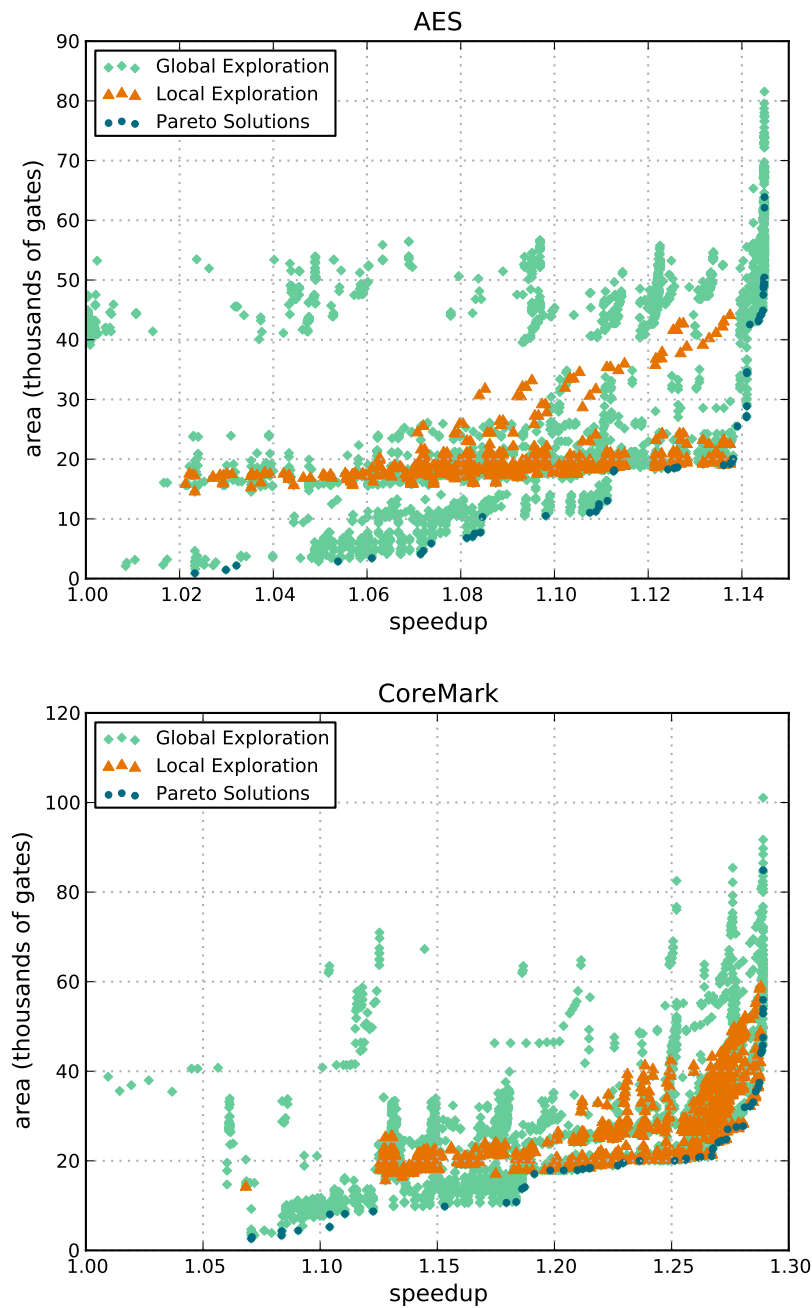 AES
90
80
70
60
50
40
30
20
10
0
area (thousands of gates)
Global Exploration
Local Exploration
Pareto Solutions
1.00 1.02 1.04 1.06 1.08 1.10 1.12 1.14
speedup
CoreMark
120
100
80
60
40
20
0
area (thousands of gates)
Global Exploration
Local Exploration
Pareto Solutions
1.00 1.05 1.10 1.15 1.20 1.25 1.30
speedup